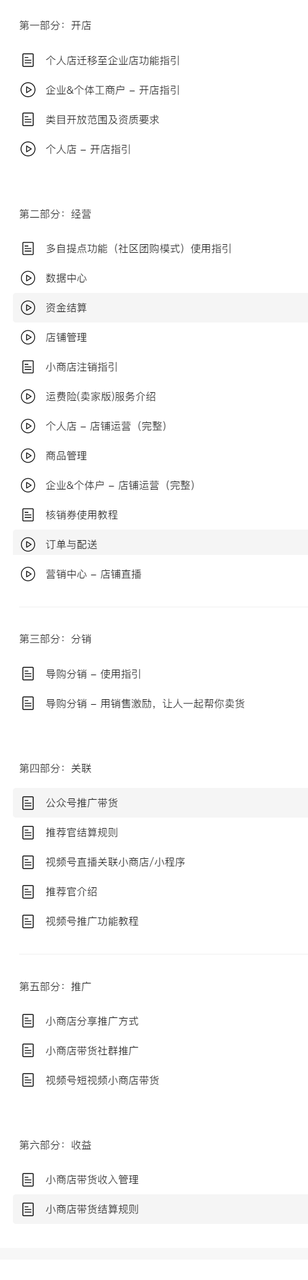 第一部分：开店
个人店迁移至企业店功能指引
企业&个体工商户 – 开店指引
类目开放范围及资质要求
个人店 – 开店指引
第二部分：经营
多自提点功能（社区团购模式）使用指引
数据中心
资金结算
店铺管理
小商店注销指引
运费险(卖家版)服务介绍
个人店 – 店铺运营（完整）
商品管理
企业&个体户 – 店铺运营（完整）
核销券使用教程
订单与配送
营销中心 – 店铺直播
第三部分：分销
导购分销 – 使用指引
导购分销 – 用销售激励，让人一起帮你卖货
第四部分：关联
公众号推广带货
推荐官结算规则
视频号直播关联小商店/小程序
推荐官介绍
视频号推广功能教程
第五部分：推广
小商店分享推广方式
小商店带货社群推广
视频号短视频小商店带货
第六部分：收益
小商店带货收入管理
小商店带货结算规则